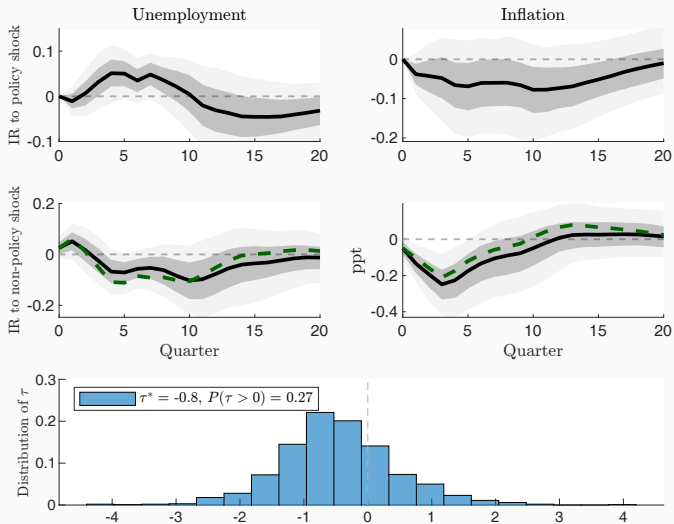 Unemployment
Inflation
IR to policy shock
0.1
0
-0.1
0 5 10 15 20
0
-0.1
-0.2
0 5 10 15 20
IR to non-policy shock
0.2
0
-0.2
0 5 10 15 20
Quarter
ppt
0
-0.2
-0.4
0 5 10 15 20
Quarter
Distribution of τ
0.3
0.2
0.1
0
τ* = -0.8, P(τ > 0) = 0.27
-4 -3 -2 -1 0 1 2 3 4